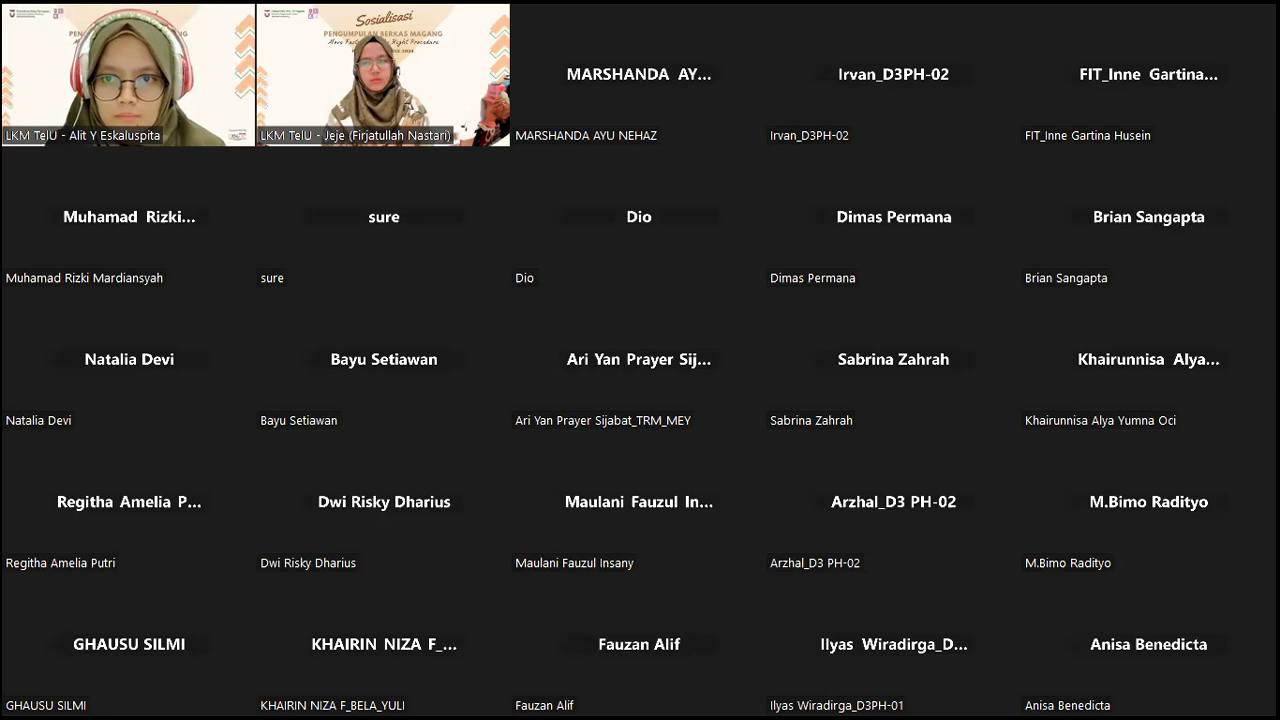 Sosialisasi
PENGUMPULAN BERKAS MAGANG
LKM TelU - Alit Y Eskaluspita
LKM TelU - Jeje (Firjatullah Nastari)
MARSHANDA AY...
MARSHANDA AYU NEHAZ
Irvan_D3PH-02
Irvan_D3PH-02
FIT_Inne Gartina...
FIT_Inne Gartina Husein
Muhamad Rizki...
Muhamad Rizki Mardiansyah
sure
sure
Dio
Dio
Dimas Permana
Dimas Permana
Brian Sangapta
Brian Sangapta
Natalia Devi
Natalia Devi
Bayu Setiawan
Bayu Setiawan
Ari Yan Prayer Sij...
Ari Yan Prayer Sijabat_TRM_MEY
Sabrina Zahrah
Sabrina Zahrah
Khairunnisa Alya...
Khairunnisa Alya Yumna Oci
Regitha Amelia P...
Regitha Amelia Putri
Dwi Risky Dharius
Dwi Risky Dharius
Maulani Fauzul In...
Maulani Fauzul Insany
Arzhal_D3 PH-02
Arzhal_D3 PH-02
M.Bimo Radityo
M.Bimo Radityo
GHAUSU SILMI
GHAUSU SILMI
KHAIRIN NIZA F_...
KHAIRIN NIZA F_BELA_YULI
Fauzan Alif
Fauzan Alif
Ilyas Wiradirga_D...
Ilyas Wiradirga_D3PH-01
Anisa Benedicta
Anisa Benedicta